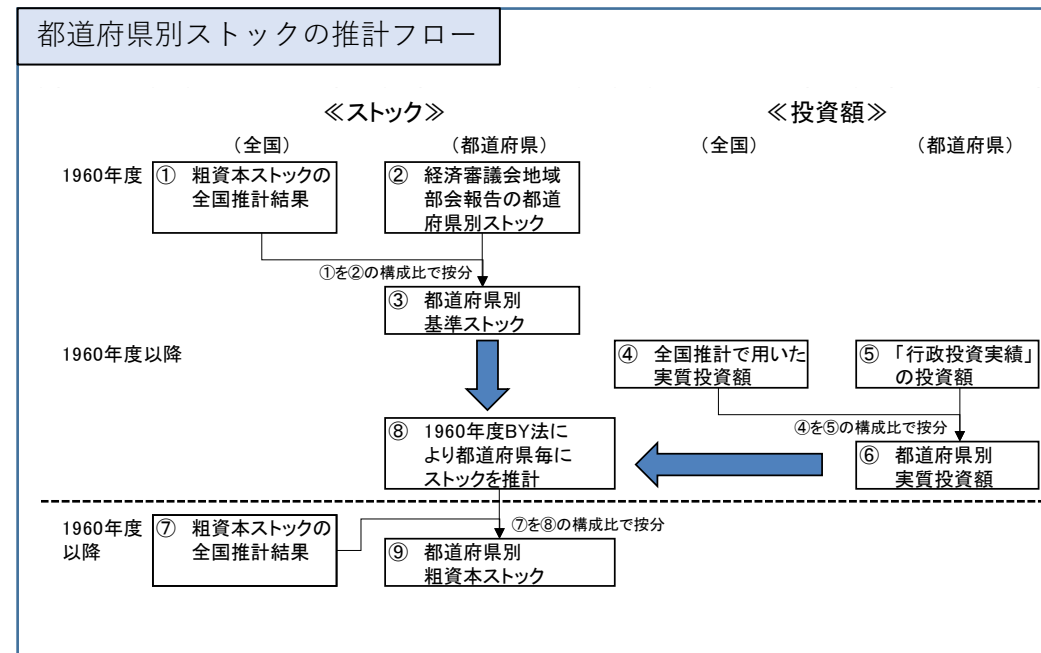 都道府県別ストックの推計フロー
≪ストック≫
≪投資額≫
（全国）
（都道府県）
（全国）
（都道府県）
1960年度
① 粗資本ストックの
全国推計結果
② 経済審議会地域
部会報告の都道
府県別ストック
①を②の構成比で按分
③ 都道府県別
基準ストック
1960年度以降
④ 全国推計で用いた
実質投資額
⑤ 「行政投資実績」
の投資額
④を⑤の構成比で按分
⑧ 1960年度BY法に
より都道府県毎に
ストックを推計
⑥ 都道府県別
実質投資額
1960年度
以降
⑦ 粗資本ストックの
全国推計結果
⑦を⑧の構成比で按分
⑨ 都道府県別
粗資本ストック